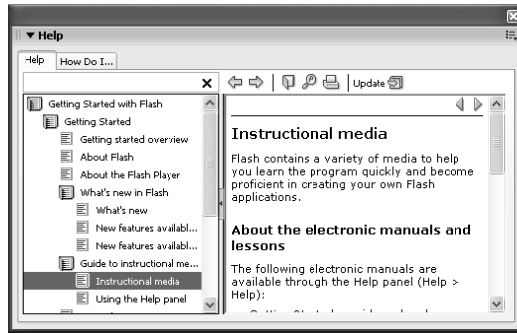 Help
Help
How Do I...
Update
Getting Started with Flash
Getting Started
Getting started overview
About Flash
About the Flash Player
What's new in Flash
What's new
New features availabl...
New features availabl...
Guide to instructional me...
Instructional media
Using the Help panel
Instructional media
Flash contains a variety of media to help
you learn the program quickly and become
proficient in creating your own Flash
applications.
About the electronic manuals and
lessons
The following electronic manuals are
available through the Help panel (Help >
Help):